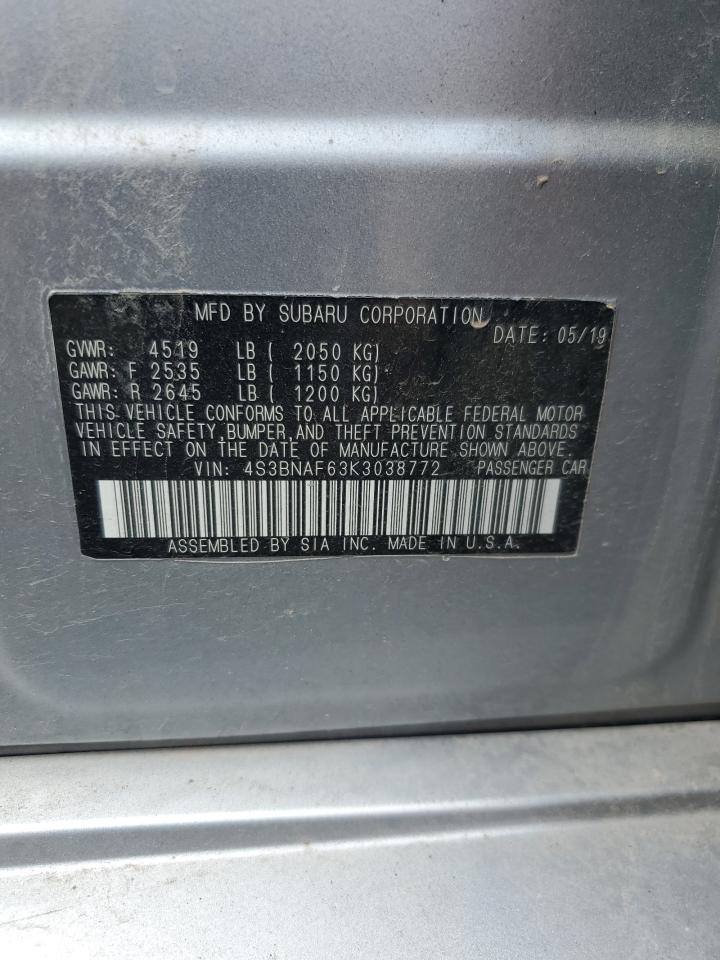 MFD BY SUBARU CORPORATION
DATE: 05/19
GVWR: 4519 LB ( 2050 KG)
GAWR: F 2535 LB ( 1150 KG)
GAWR: R 2645 LB ( 1200 KG)
THIS VEHICLE CONFORMS TO ALL APPLICABLE FEDERAL MOTOR
VEHICLE SAFETY,BUMPER,AND THEFT PREVENTION STANDARDS
IN EFFECT ON THE DATE OF MANUFACTURE SHOWN ABOVE.
VIN: 4S3BNAF63K3038772 PASSENGER CAR
ASSEMBLED BY SIA INC. MADE IN U.S.A.